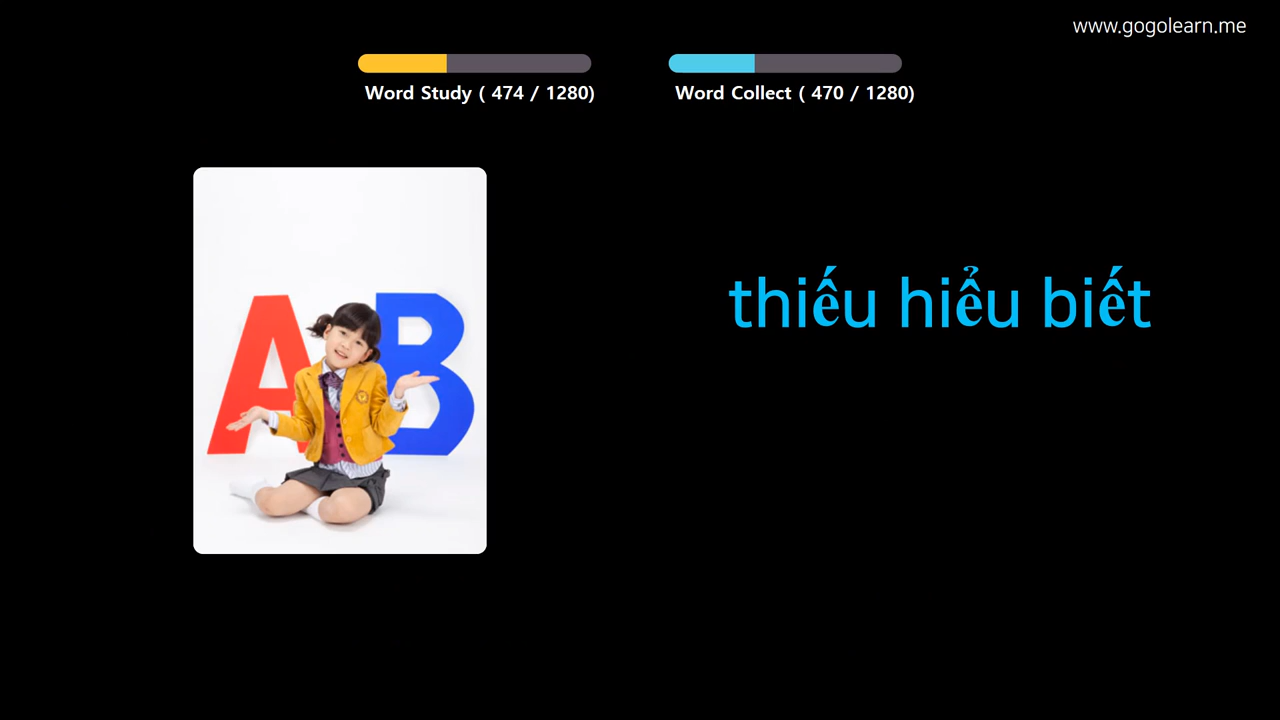 www.gogolearn.me
Word Study ( 474 / 1280)
Word Collect ( 470 / 1280)
A B
thiếu hiểu biết